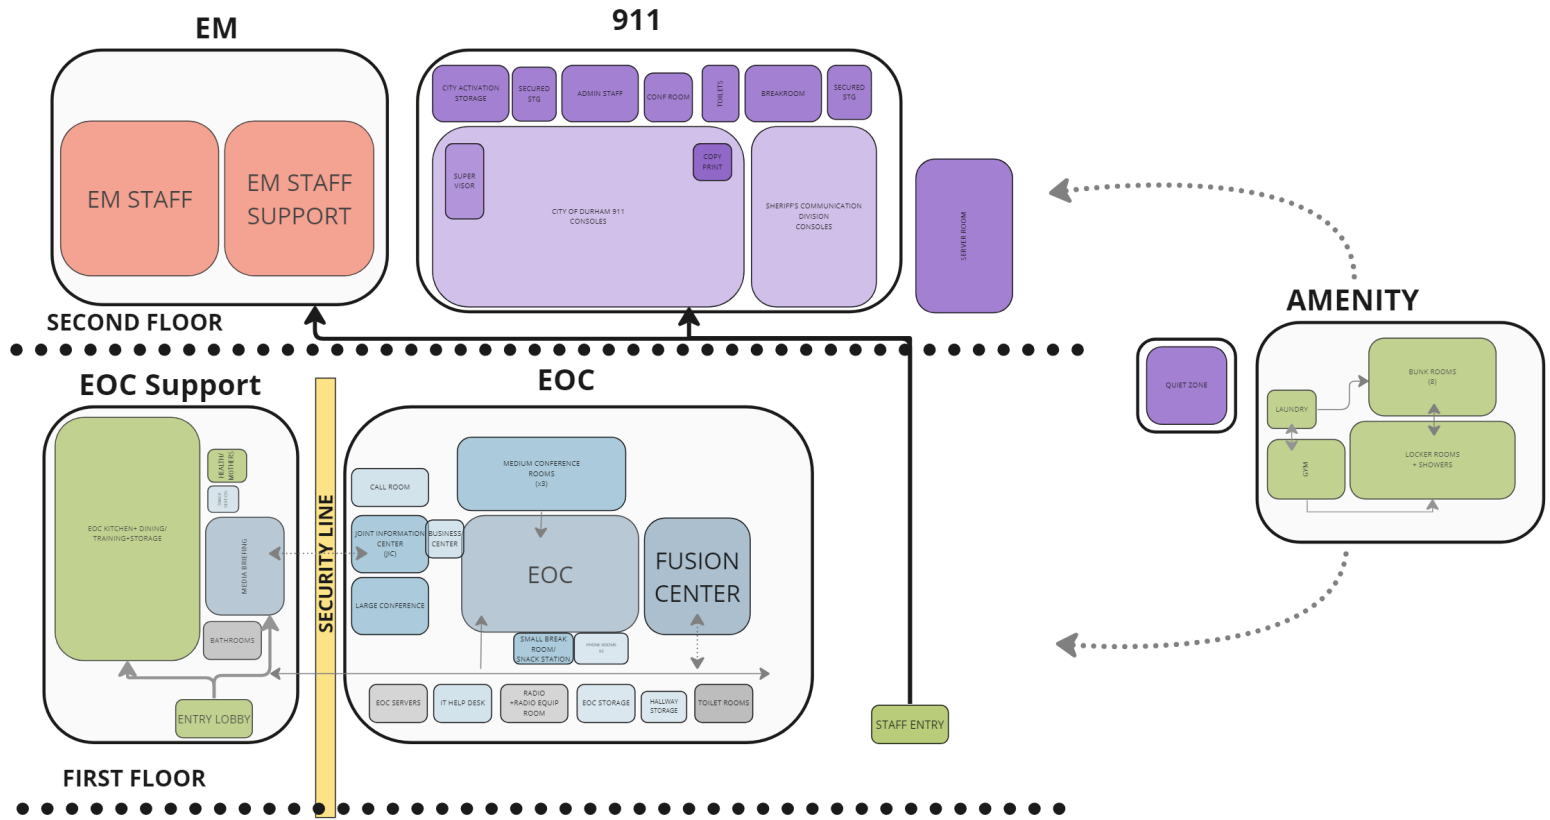 EM
911
CITY ACTIVATION
STORAGE
SECURED
STG
ADMIN STAFF
CONF ROOM
TOILETS
BREAKROOM
SECURED
STG
EM STAFF
EM STAFF
SUPPORT
SUPER
VISOR
COPY
PRINT
CITY OF DURHAM 911
CONSOLES
SHERIFF'S COMMUNICATION
DIVISION
CONSOLES
SERVER ROOM
SECOND FLOOR
AMENITY
QUIET ZONE
BUNK ROOMS
(8)
LAUNDRY
GYM
LOCKER ROOMS
+ SHOWERS
EOC Support
EOC
EOC KITCHEN+ DINING/
TRAINING+STORAGE
HEALTH/
MOTHERS
MEDIA BRIEFING
BATHROOMS
ENTRY LOBBY
SECURITY LINE
CALL ROOM
MEDIUM CONFERENCE
ROOMS
(x3)
JOINT INFORMATION
CENTER
(JIC)
BUSINESS
CENTER
LARGE CONFERENCE
EOC
FUSION
CENTER
SMALL BREAK
ROOM/
SNACK STATION
PHONE ROOMS
EOC SERVERS
IT HELP DESK
RADIO
+RADIO EQUIP
ROOM
EOC STORAGE
HALLWAY
STORAGE
TOILET ROOMS
STAFF ENTRY
FIRST FLOOR